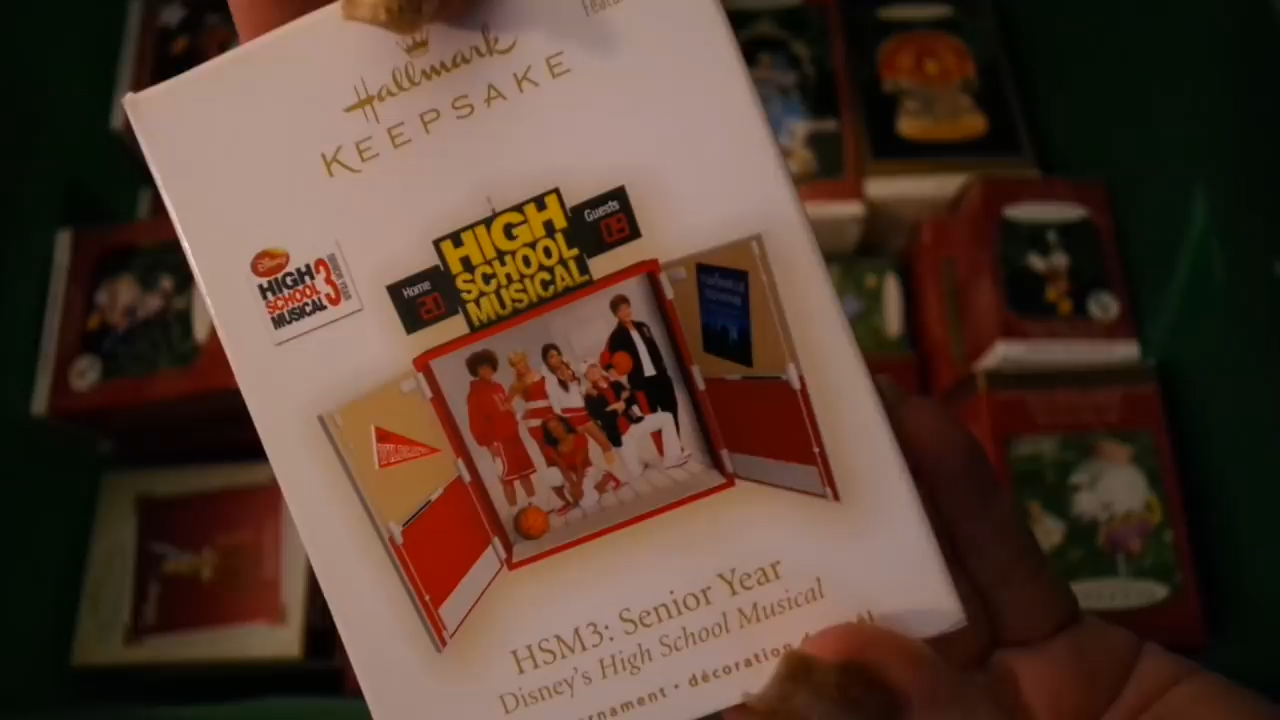 Hallmark
KEEPSAKE
Disney
HIGH
SCHOOL
MUSICAL
3
SENIOR YEAR
Home
20
HIGH
SCHOOL
MUSICAL
Guests
09
WILDCATS
HSM3: Senior Year
Disney's High School Musical
décoration